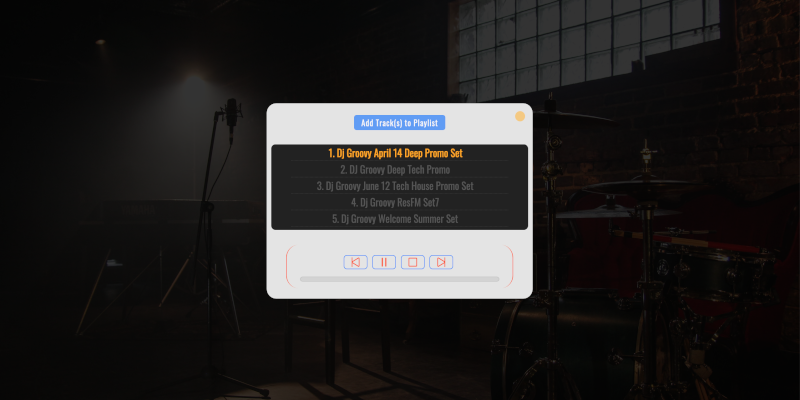 Add Track(s) to Playlist
1. Dj Groovy April 14 Deep Promo Set
2. DJ Groovy Deep Tech Promo
3. Dj Groovy June 12 Tech House Promo Set
4. Dj Groovy ResFM Set7
5. Dj Groovy Welcome Summer Set